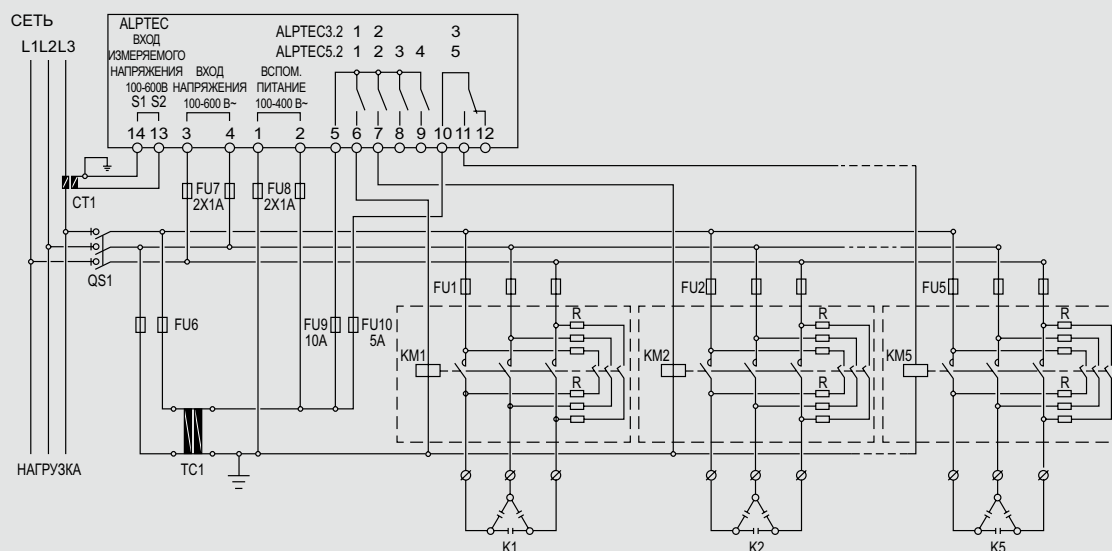 СЕТЬ
L1 L2 L3
ALPTEC
ВХОД
ИЗМЕРЯЕМОГО
НАПРЯЖЕНИЯ
100-600В
S1 S2
ВХОД
НАПРЯЖЕНИЯ
100-600 В~
ВСПОМ.
ПИТАНИЕ
100-400 В~
ALPTEC3.2 1 2 3
ALPTEC5.2 1 2 3 4 5
14 13 3 4 1 2 5 6 7 8 9 10 11 12
CT1
FU7
2X1A
FU8
2X1A
QS1
FU6
FU9
10A
FU10
5A
FU1
FU2
FU5
R
R
R
KM1
KM2
KM5
R
R
R
НАГРУЗКА
TC1
K1
K2
K5